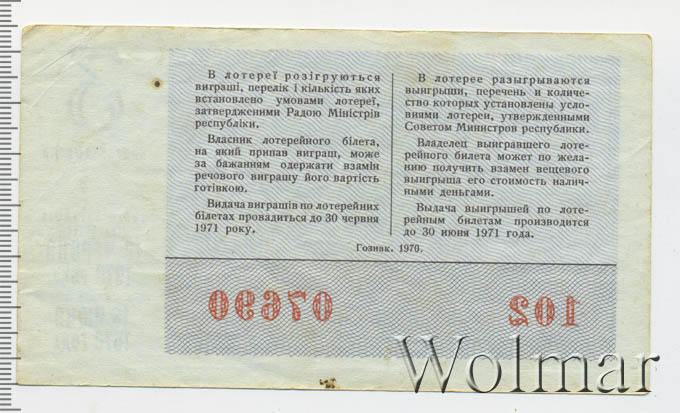 В лотереї розігруються
виграші, перелік і кількість яких
встановлено умовами лотереї,
затвердженими Радою Міністрів
республіки.
Власник лотерейного білета,
на який припав виграш, може
за бажанням одержати взамін
речового виграшу його вартість
готівкою.
Видача виграшів по лотерейних
білетах провадиться до 30 червня
1971 року.
В лотерее разыгрываются
выигрыши, перечень и количе-
ство которых установлены усло-
виями лотереи, утвержденными
Советом Министров республики.
Владелец выигравшего лоте-
рейного билета может по жела-
нию получить взамен вещевого
выигрыша его стоимость налич-
ными деньгами.
Выдача выигрышей по лоте-
рейным билетам производится
до 30 июня 1971 года.
Гознак. 1970.
07690
102
Wolmar